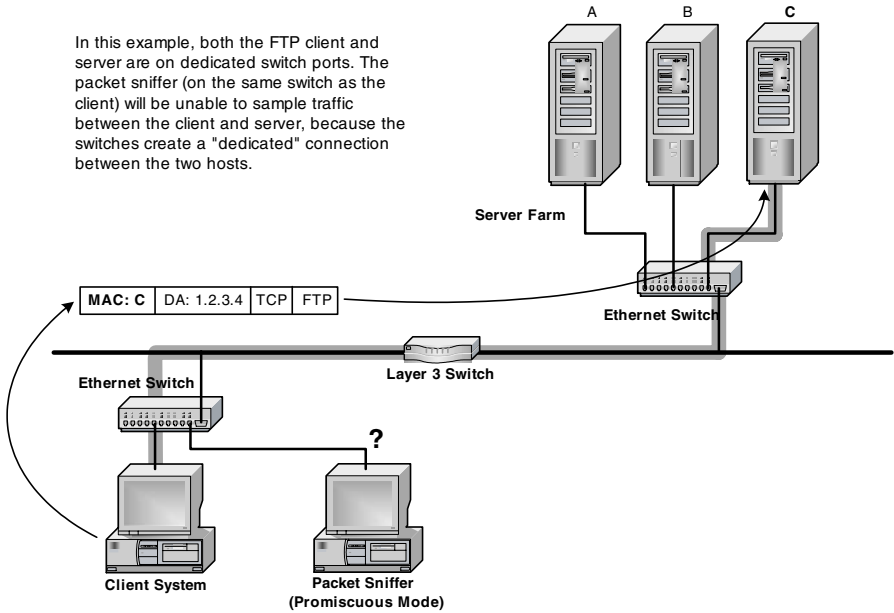 A B C
In this example, both the FTP client and
server are on dedicated switch ports. The
packet sniffer (on the same switch as the
client) will be unable to sample traffic
between the client and server, because the
switches create a "dedicated" connection
between the two hosts.
Server Farm
MAC: C DA: 1.2.3.4 TCP FTP
Ethernet Switch
Layer 3 Switch
Ethernet Switch
?
Client System
Packet Sniffer
(Promiscuous Mode)